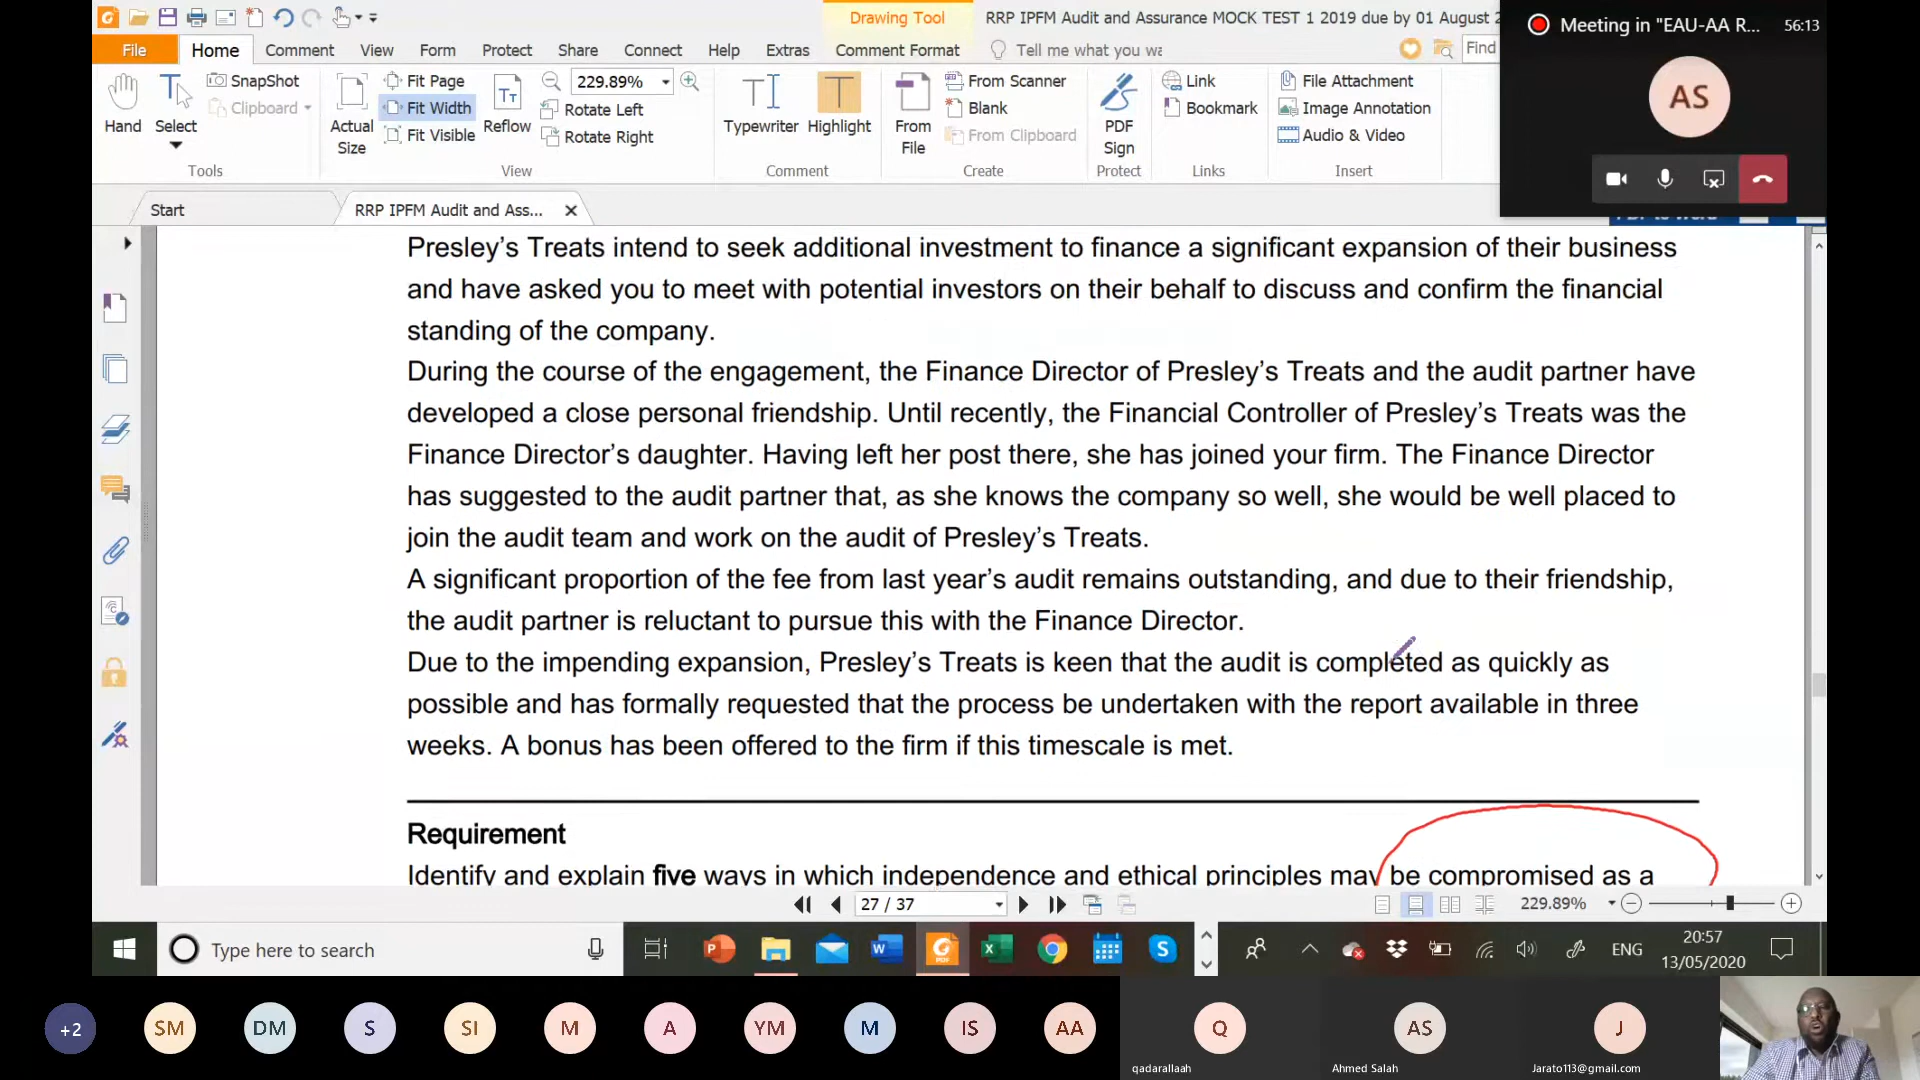 Drawing Tool
RRP IPFM Audit and Assurance MOCK TEST 1 2019 due by 01 August 2
Meeting in "EAU-AA R...
56:13
File
Home
Comment
View
Form
Protect
Share
Connect
Help
Extras
Comment Format
Tell me what you wa
Find
AS
Hand
Select
SnapShot
Clipboard
Tools
Actual Size
Fit Page
Fit Width
Fit Visible
Reflow
229.89%
Rotate Left
Rotate Right
View
Typewriter
Highlight
Comment
From File
From Scanner
Blank
From Clipboard
Create
PDF Sign
Protect
Link
Bookmark
Links
File Attachment
Image Annotation
Audio & Video
Insert
Start
RRP IPFM Audit and Ass...
Presley's Treats intend to seek additional investment to finance a significant expansion of their business
and have asked you to meet with potential investors on their behalf to discuss and confirm the financial
standing of the company.
During the course of the engagement, the Finance Director of Presley's Treats and the audit partner have
developed a close personal friendship. Until recently, the Financial Controller of Presley's Treats was the
Finance Director's daughter. Having left her post there, she has joined your firm. The Finance Director
has suggested to the audit partner that, as she knows the company so well, she would be well placed to
join the audit team and work on the audit of Presley's Treats.
A significant proportion of the fee from last year's audit remains outstanding, and due to their friendship,
the audit partner is reluctant to pursue this with the Finance Director.
Due to the impending expansion, Presley's Treats is keen that the audit is completed as quickly as
possible and has formally requested that the process be undertaken with the report available in three
weeks. A bonus has been offered to the firm if this timescale is met.
Requirement
Identify and explain five ways in which independence and ethical principles may be compromised as a
27 / 37
229.89%
Type here to search
ENG
20:57
13/05/2020
+2
SM
DM
S
SI
M
A
YM
M
IS
AA
Q
AS
J
qadarallaah
Ahmed Salah
Jarato113@gmail.com